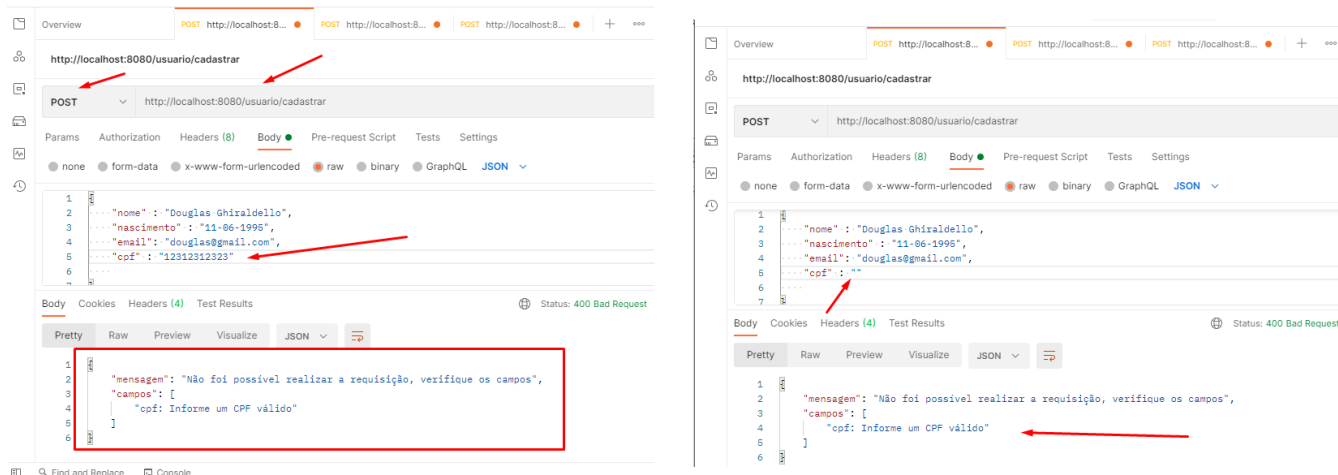 Overview
POST http://localhost:8...
POST http://localhost:8...
POST http://localhost:8...
http://localhost:8080/usuario/cadastrar
POST http://localhost:8080/usuario/cadastrar
Params Authorization Headers (8) Body Pre-request Script Tests Settings
none form-data x-www-form-urlencoded raw binary GraphQL JSON
1 {
2 "nome" : "Douglas Ghiraldello",
3 "nascimento" : "11-06-1995",
4 "email": "douglas@gmail.com",
5 "cpf" : "12312312323"
6
7 }
Body Cookies Headers (4) Test Results Status: 400 Bad Request
Pretty Raw Preview Visualize JSON
1 {
2 "mensagem": "Não foi possível realizar a requisição, verifique os campos",
3 "campos": [
4 "cpf: Informe um CPF válido"
5 ]
6 }
Find and Replace Console
Overview
POST http://localhost:8...
POST http://localhost:8...
POST http://localhost:8...
http://localhost:8080/usuario/cadastrar
POST http://localhost:8080/usuario/cadastrar
Params Authorization Headers (8) Body Pre-request Script Tests Settings
none form-data x-www-form-urlencoded raw binary GraphQL JSON
1 {
2 "nome" : "Douglas Ghiraldello",
3 "nascimento" : "11-06-1995",
4 "email": "douglas@gmail.com",
5 "cpf" : ""
6
7 }
Body Cookies Headers (4) Test Results Status: 400 Bad Request
Pretty Raw Preview Visualize JSON
1 {
2 "mensagem": "Não foi possível realizar a requisição, verifique os campos",
3 "campos": [
4 "cpf: Informe um CPF válido"
5 ]
6 }